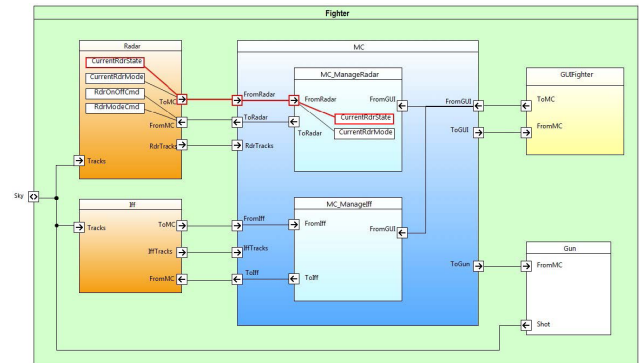 Fighter
Radar
CurrentRdrState
CurrentRdrMode
RdrOnOffCmd
RdrModeCmd
ToMC
FromMC
RdrTracks
Tracks
MC
FromRadar
ToRadar
RdrTracks
MC_ManageRadar
FromRadar
FromGUI
CurrentRdrState
CurrentRdrMode
ToRadar
FromGUI
ToGUI
GUIFighter
ToMC
FromMC
Sky
Iff
Tracks
ToMC
IffTracks
FromMC
FromIff
IffTracks
ToIff
MC_ManageIff
FromIff
FromGUI
ToIff
ToGun
Gun
FromMC
Shot